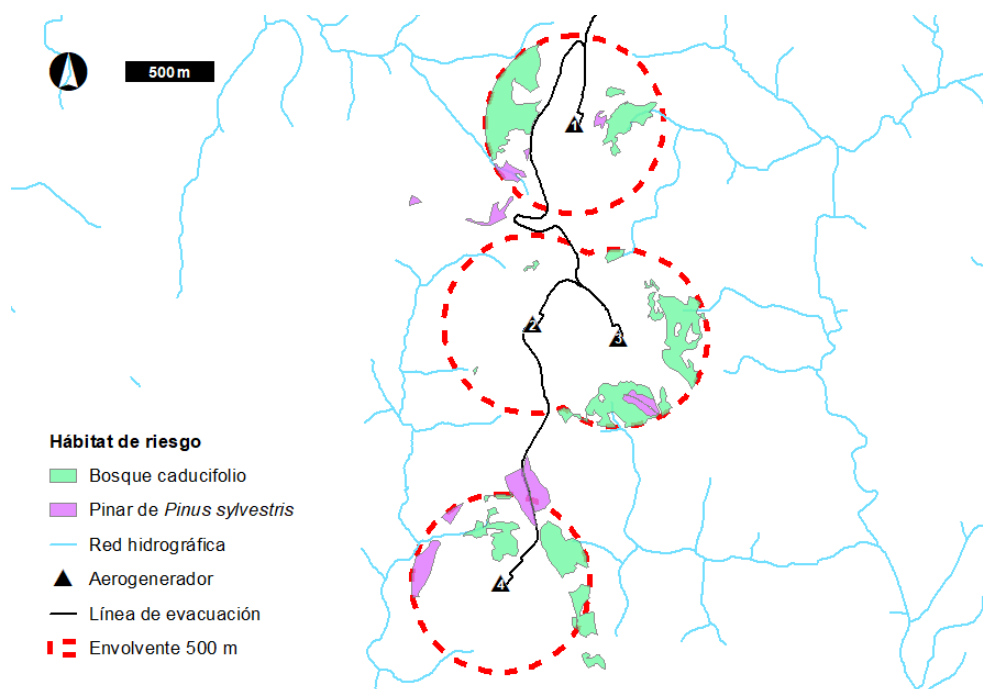 500 m
1
2
3
4
Hábitat de riesgo
Bosque caducifolio
Pinar de Pinus sylvestris
Red hidrográfica
Aerogenerador
Línea de evacuación
Envolvente 500 m